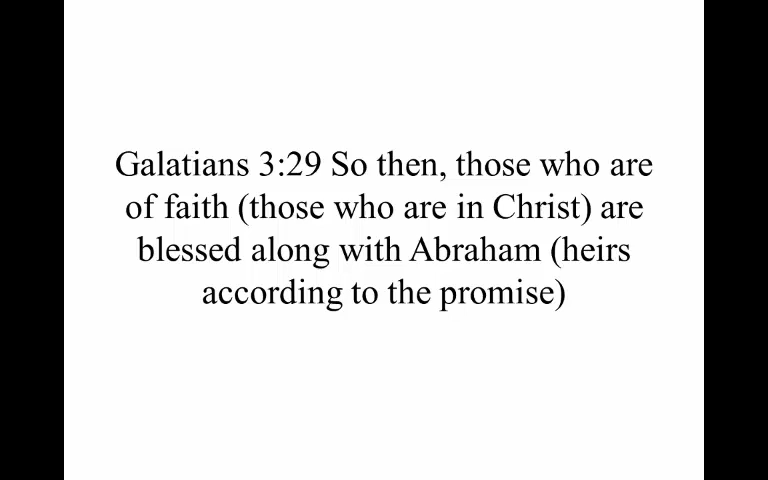 Galatians 3:29 So then, those who are
of faith (those who are in Christ) are
blessed along with Abraham (heirs
according to the promise)